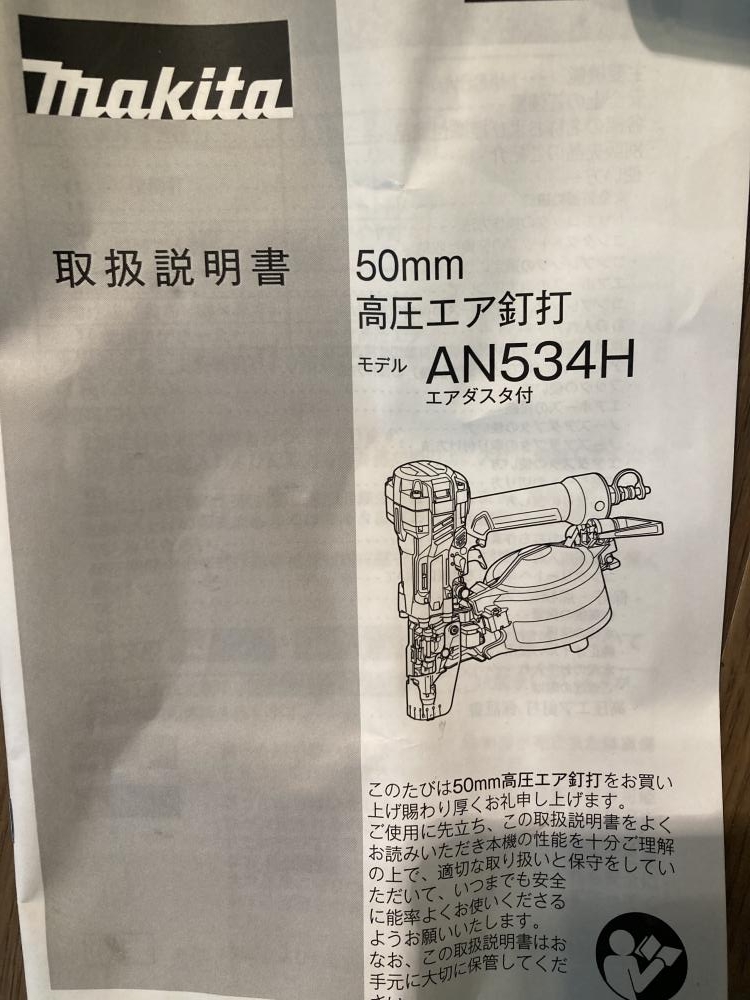 makita
取扱説明書
50mm
高圧エア釘打
モデル AN534H
エアダスタ付
このたびは50mm高圧エア釘打をお買い
上げ賜わり厚くお礼申し上げます。
ご使用に先立ち、この取扱説明書をよく
お読みいただき本機の性能を十分ご理解
の上で、適切な取り扱いと保守をしてい
ただいて、いつまでも安全
に能率よくお使いくださる
ようお願いいたします。
なお、この取扱説明書はお
手元に大切に保管してくだ